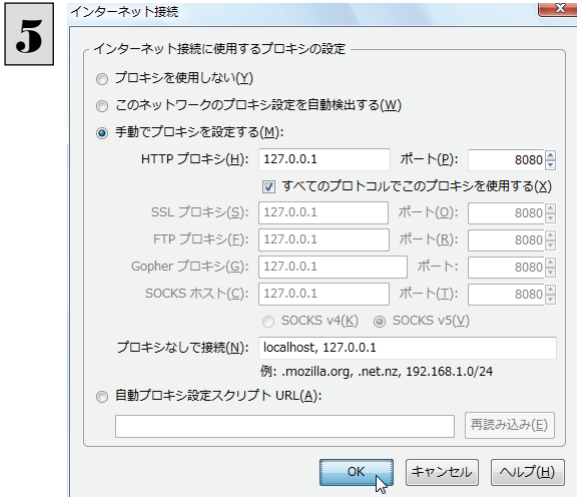 5
インターネット接続
インターネット接続に使用するプロキシの設定
プロキシを使用しない(Y)
このネットワークのプロキシ設定を自動検出する(W)
手動でプロキシを設定する(M):
HTTP プロキシ(H): 127.0.0.1 ポート(P): 8080
すべてのプロトコルでこのプロキシを使用する(X)
SSL プロキシ(S): 127.0.0.1 ポート(O): 8080
FTP プロキシ(F): 127.0.0.1 ポート(R): 8080
Gopher プロキシ(G): 127.0.0.1 ポート: 8080
SOCKS ホスト(C): 127.0.0.1 ポート(T): 8080
SOCKS v4(K) SOCKS v5(V)
プロキシなしで接続(N): localhost, 127.0.0.1
例: .mozilla.org, .net.nz, 192.168.1.0/24
自動プロキシ設定スクリプト URL(A):
再読み込み(E)
OK キャンセル ヘルプ(H)